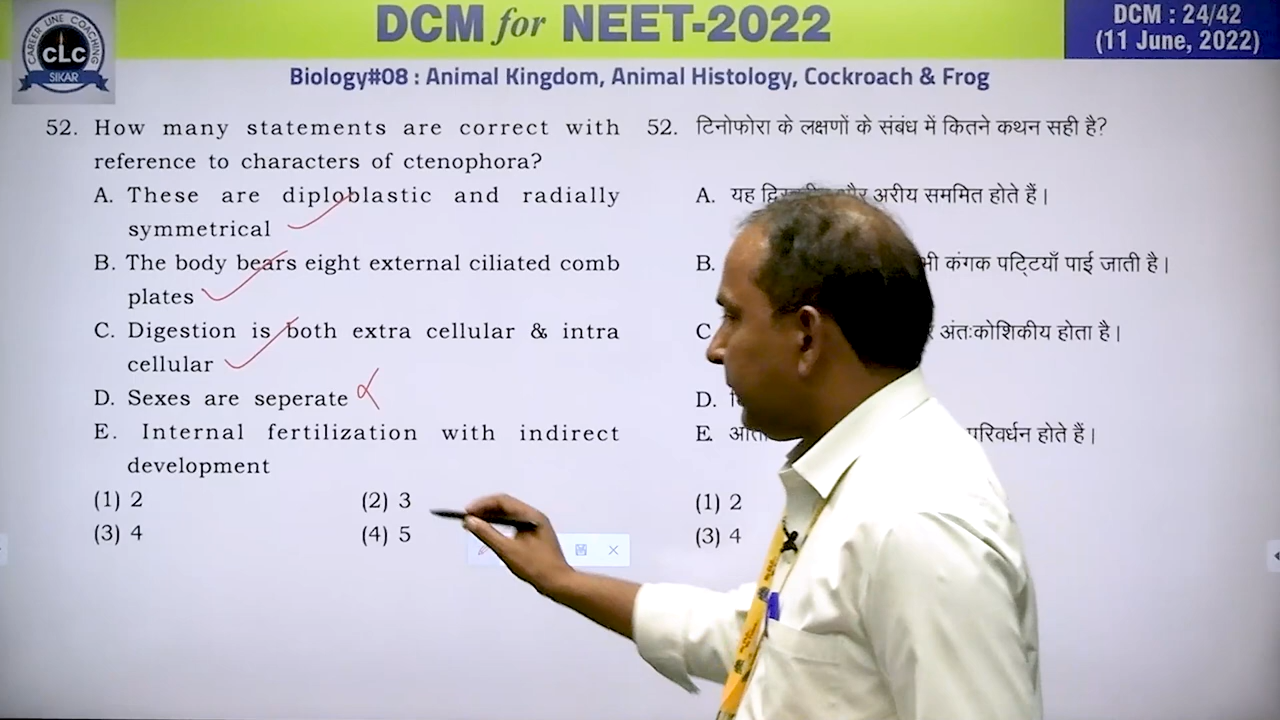 DCM for NEET-2022
DCM : 24/42
(11 June, 2022)
CAREER LINE COACHING
CLC
SIKAR
Biology#08 : Animal Kingdom, Animal Histology, Cockroach & Frog
52. How many statements are correct with
reference to characters of ctenophora?
A. These are diploblastic and radially
symmetrical
B. The body bears eight external ciliated comb
plates
C. Digestion is both extra cellular & intra
cellular
D. Sexes are seperate
E. Internal fertilization with indirect
development
(1) 2 (2) 3
(3) 4 (4) 5
52. टिनोफोरा के लक्षणों के संबंध में कितने कथन सही है?
A. यह और अरीय सममित होते हैं।
B. कंगक पट्टियाँ पाई जाती है।
C अंतःकोशिकीय होता है।
D.
E. परिवर्धन होते हैं।
(1) 2
(3) 4